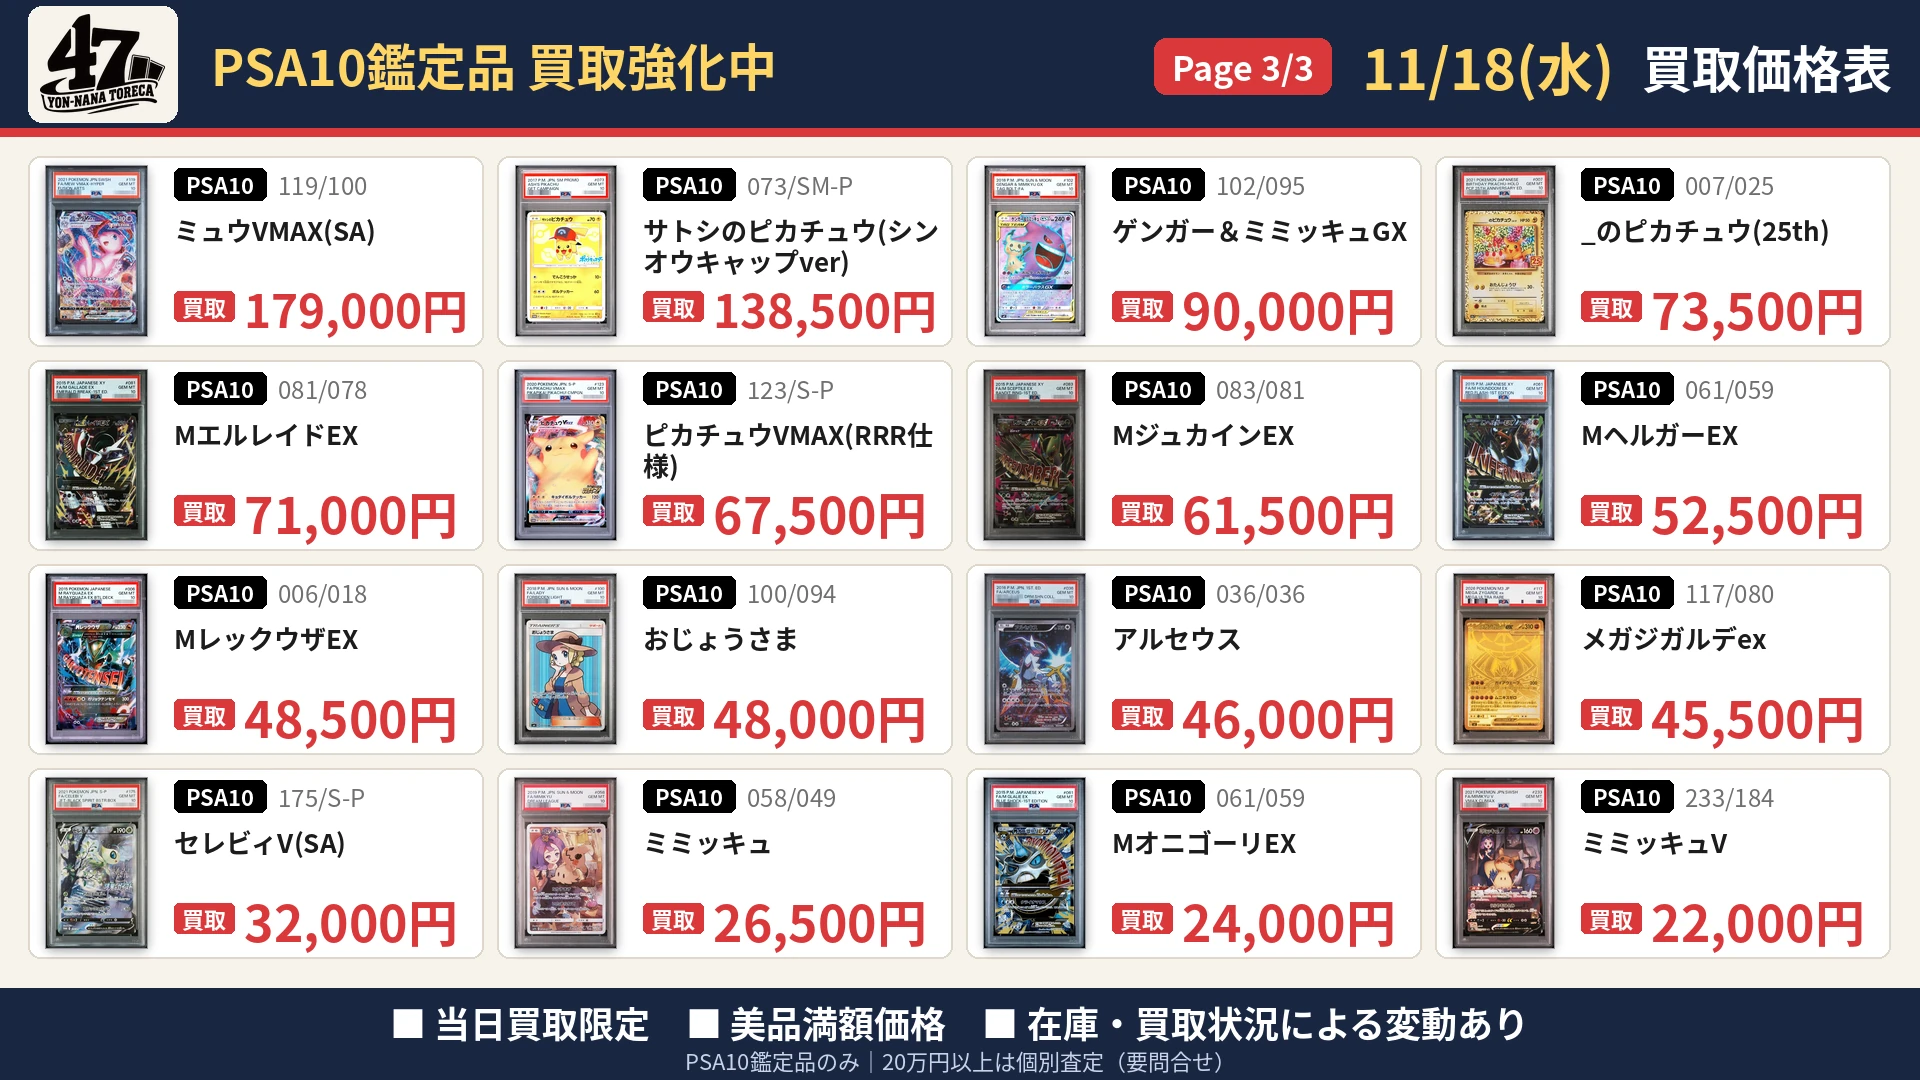 47
YON-NANA TORECA
PSA10鑑定品 買取強化中
Page 3/3
11/18(水) 買取価格表
PSA10 119/100
ミュウVMAX(SA)
買取 179,000円
PSA10 073/SM-P
サトシのピカチュウ(シン
オウキャップver)
買取 138,500円
PSA10 102/095
ゲンガー＆ミミッキュGX
買取 90,000円
PSA10 007/025
_のピカチュウ(25th)
買取 73,500円
PSA10 081/078
MエルレイドEX
買取 71,000円
PSA10 123/S-P
ピカチュウVMAX(RRR仕
様)
買取 67,500円
PSA10 083/081
MジュカインEX
買取 61,500円
PSA10 061/059
MヘルガーEX
買取 52,500円
PSA10 006/018
MレックウザEX
買取 48,500円
PSA10 100/094
おじょうさま
買取 48,000円
PSA10 036/036
アルセウス
買取 46,000円
PSA10 117/080
メガジガルデex
買取 45,500円
PSA10 175/S-P
セレビィV(SA)
買取 32,000円
PSA10 058/049
ミミッキュ
買取 26,500円
PSA10 061/059
MオニゴーリEX
買取 24,000円
PSA10 233/184
ミミッキュV
買取 22,000円
■ 当日買取限定 ■ 美品満額価格 ■ 在庫・買取状況による変動あり
PSA10鑑定品のみ｜20万円以上は個別査定（要問合せ）